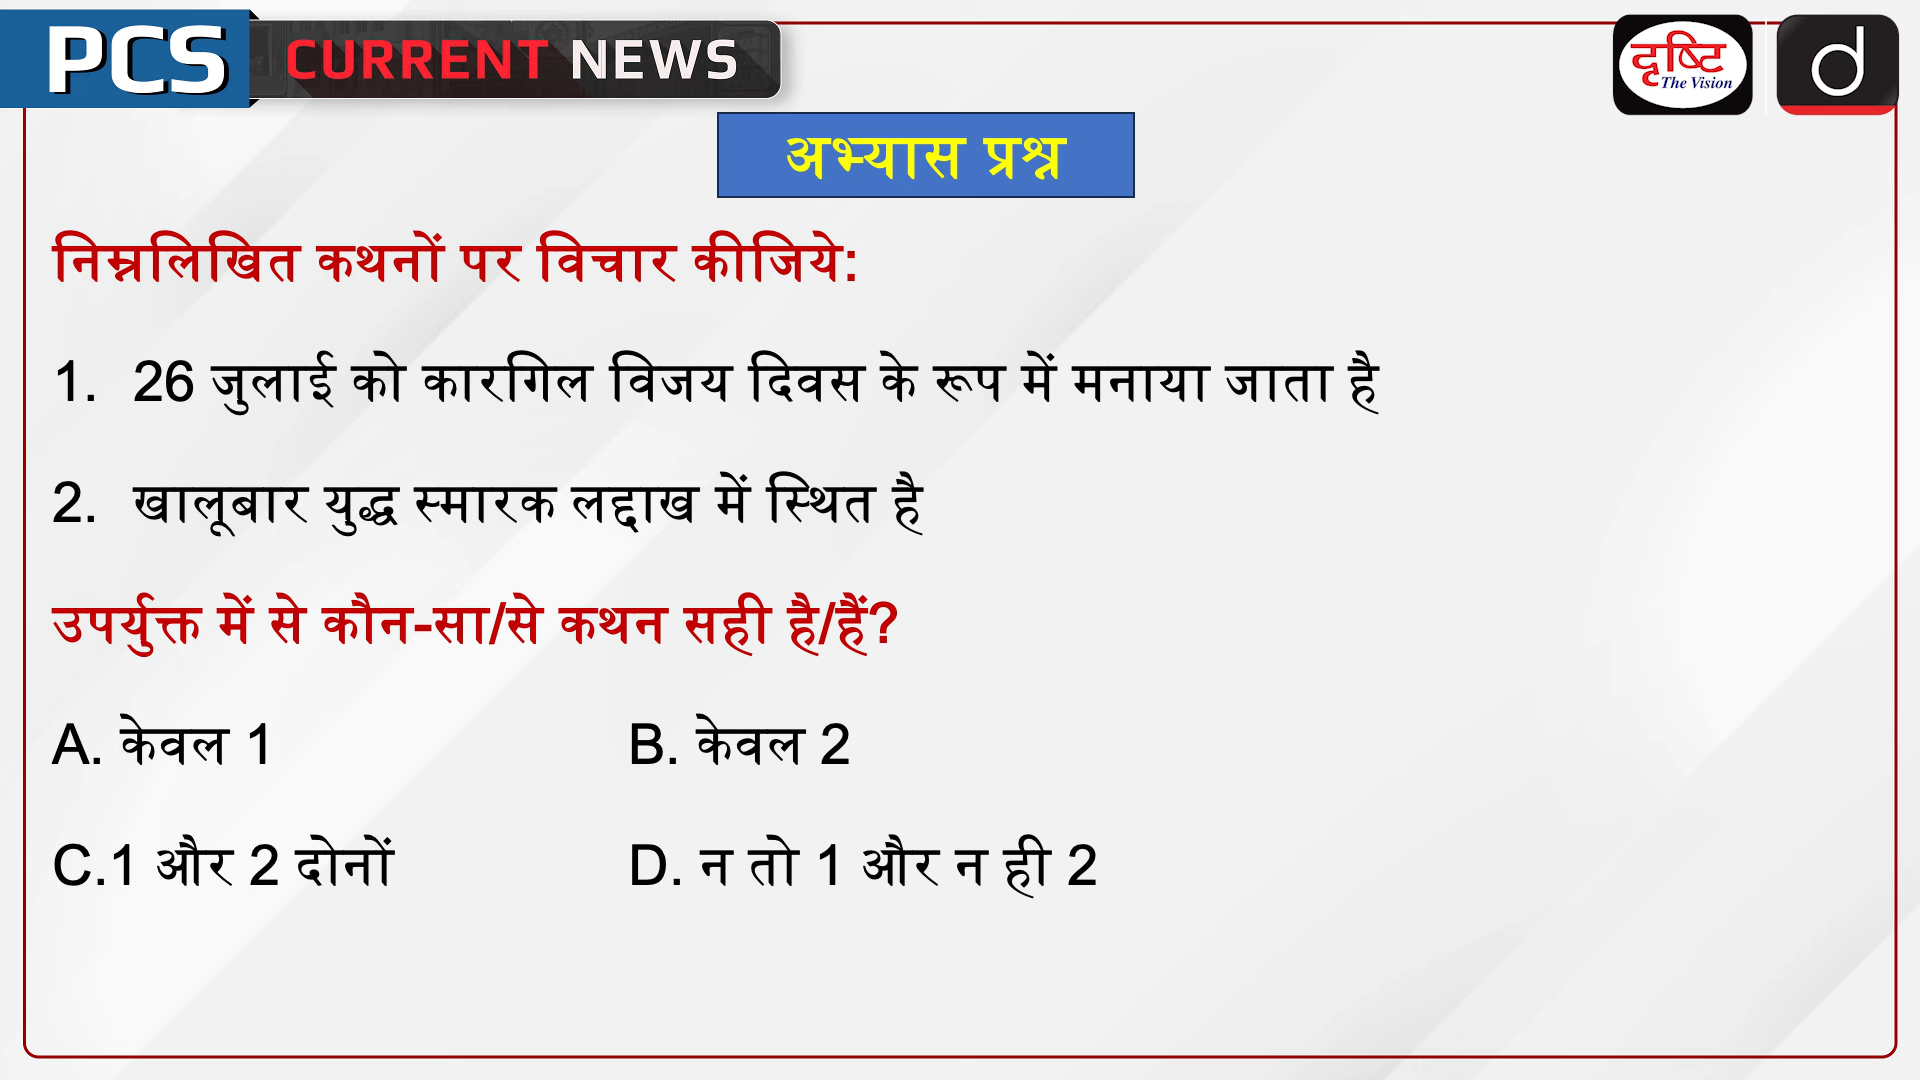 PCS CURRENT NEWS
दृष्टि
The Vision
d
अभ्यास प्रश्न
निम्नलिखित कथनों पर विचार कीजिये:
1. 26 जुलाई को कारगिल विजय दिवस के रूप में मनाया जाता है
2. खालूबार युद्ध स्मारक लद्दाख में स्थित है
उपर्युक्त में से कौन-सा/से कथन सही है/हैं?
A. केवल 1 B. केवल 2
C.1 और 2 दोनों D. न तो 1 और न ही 2